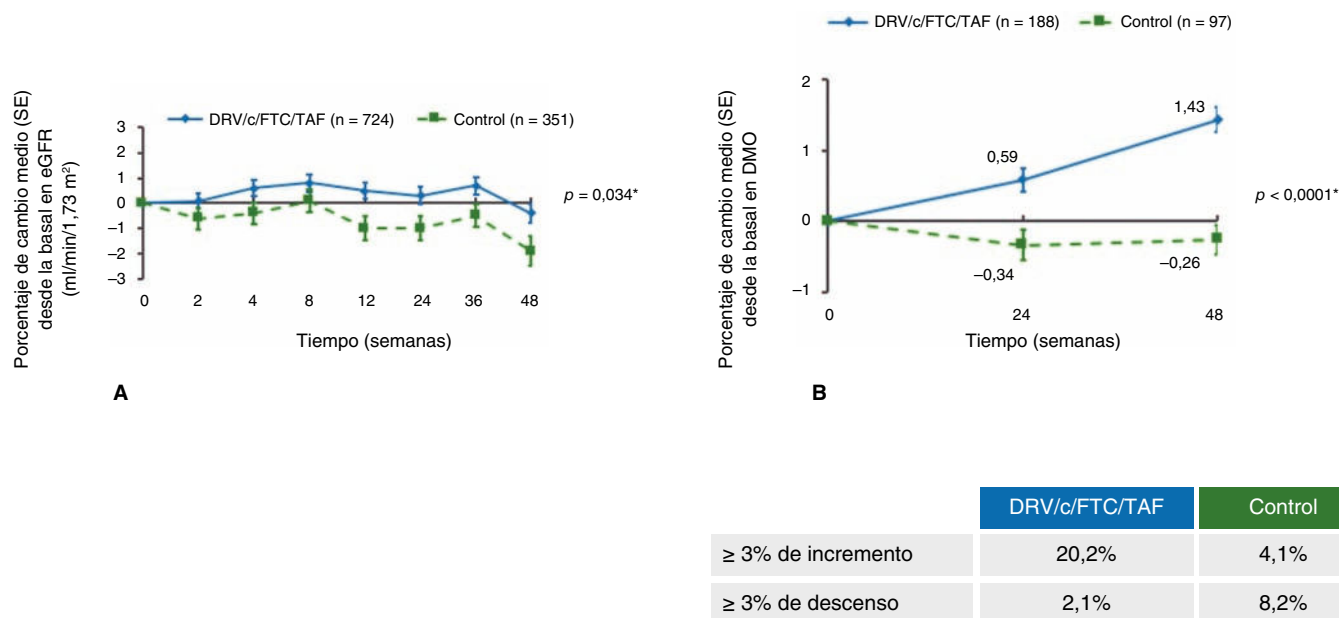 DRV/c/FTC/TAF (n = 724) Control (n = 351)
Porcentaje de cambio medio (SE)
desde la basal en eGFR
(ml/min/1,73 m²)
3
2
1
0
–1
–2
–3
p = 0,034*
0 2 4 8 12 24 36 48
Tiempo (semanas)
A
DRV/c/FTC/TAF (n = 188) Control (n = 97)
Porcentaje de cambio medio (SE)
desde la basal en DMO
2
1
0
–1
1,43
0,59
–0,34
–0,26
p < 0,0001*
0 24 48
Tiempo (semanas)
B
DRV/c/FTC/TAF Control
≥ 3% de incremento 20,2% 4,1%
≥ 3% de descenso 2,1% 8,2%